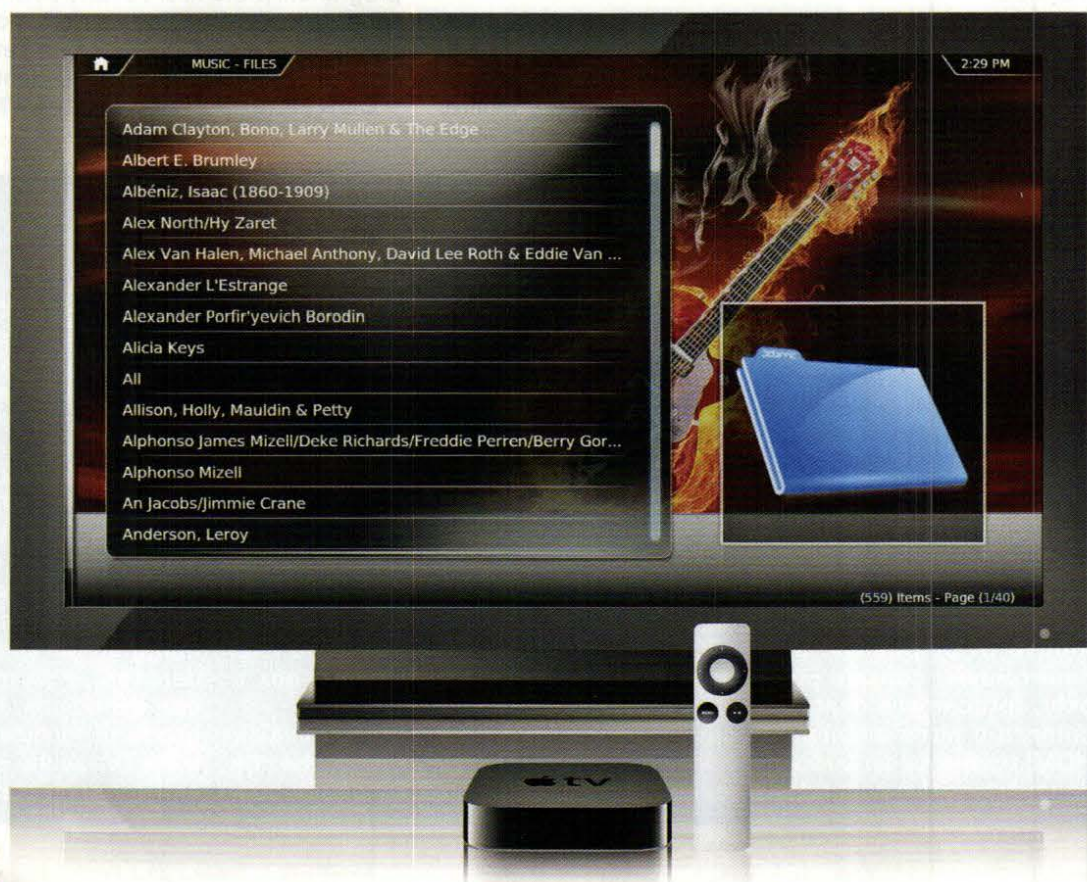 MUSIC - FILES
2:29 PM
Adam Clayton, Bono, Larry Mullen & The Edge
Albert E. Brumley
Albéniz, Isaac (1860-1909)
Alex North/Hy Zaret
Alex Van Halen, Michael Anthony, David Lee Roth & Eddie Van ...
Alexander L'Estrange
Alexander Porfir'yevich Borodin
Alicia Keys
All
Allison, Holly, Mauldin & Petty
Alphonso James Mizell/Deke Richards/Freddie Perren/Berry Gor...
Alphonso Mizell
An Jacobs/Jimmie Crane
Anderson, Leroy
(559) Items - Page (1/40)
MENU
tv